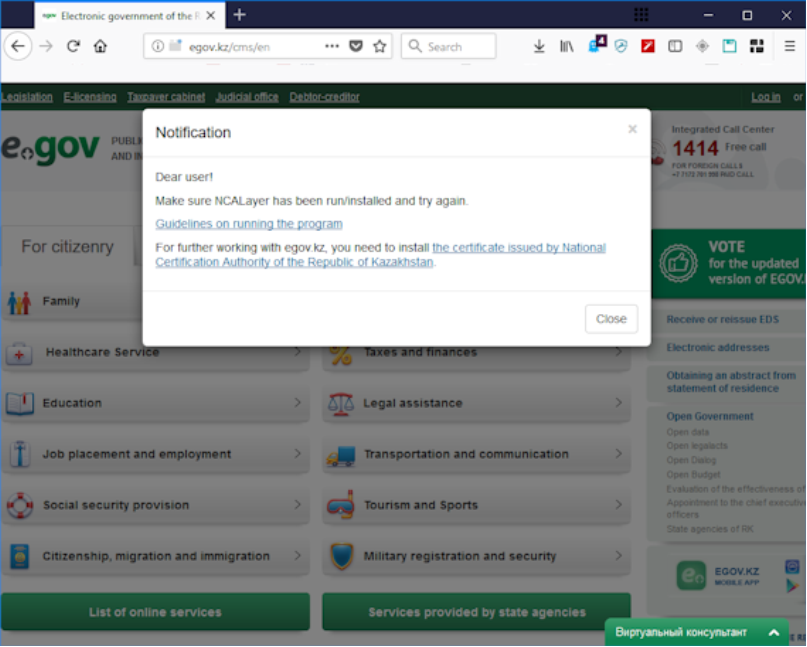 Electronic government of the R
egov.kz/cms/en
Search
4
Legislation E-licensing Taxpayer cabinet Judicial office Debtor-creditor
Log in or
e.gov
PUBLI
AND IN
Integrated Call Center
1414 Free call
FOR FOREIGN CALLS
Notification
×
Dear user!
Make sure NCALayer has been run/installed and try again.
Guidelines on running the program
For further working with egov.kz, you need to install the certificate issued by National
Certification Authority of the Republic of Kazakhstan.
Close
For citizenry
VOTE
for the updated
version of EGOV.
Family
Healthcare Service
Taxes and finances
Education
Legal assistance
Job placement and employment
Transportation and communication
Social security provision
Tourism and Sports
Citizenship, migration and immigration
Military registration and security
List of online services
Services provided by state agencies
Receive or reissue EDS
Electronic addresses
Obtaining an abstract from
statement of residence
Open Government
Open data
Open legalacts
Open Dialog
Open Budget
Evaluation of the effectiveness of
Appointment to the chief executive
officers
State agencies of RK
EGOV.KZ
MOBILE APP
Виртуальный консультант